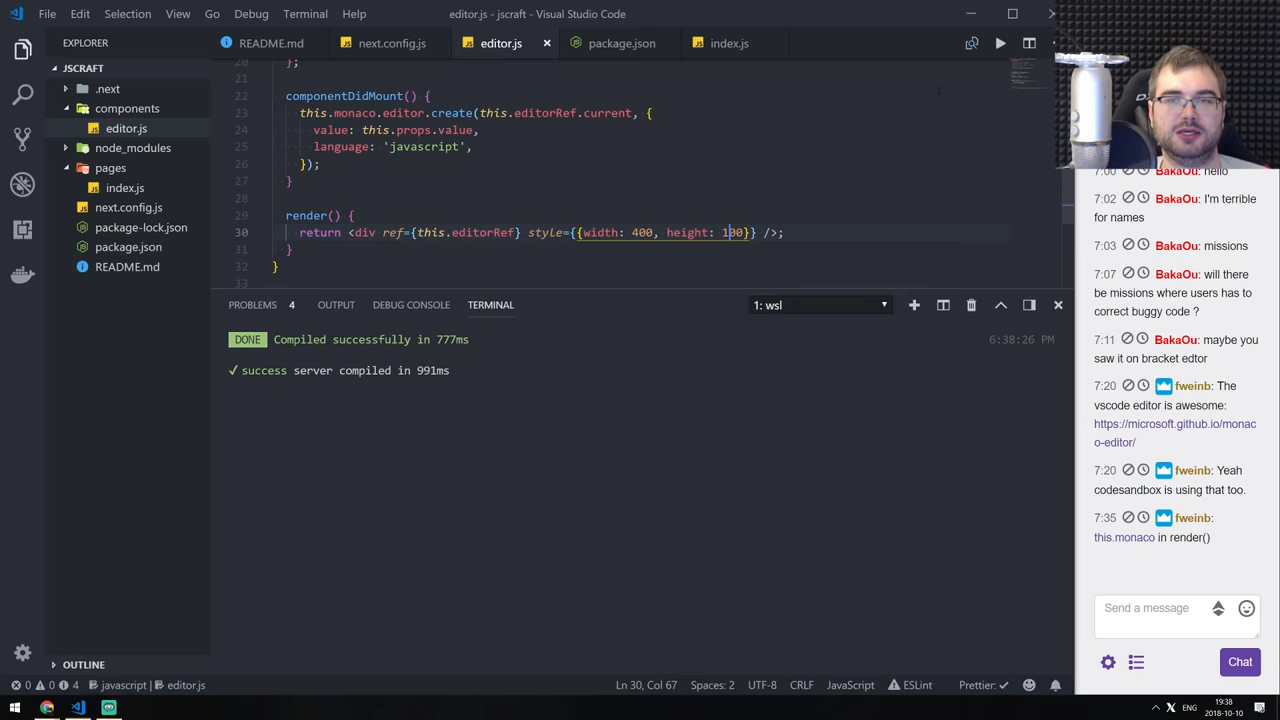 File Edit Selection View Go Debug Terminal Help
editor.js - jscraft - Visual Studio Code
EXPLORER
JSCRAFT
.next
components
editor.js
node_modules
pages
index.js
next.config.js
package-lock.json
package.json
README.md
OUTLINE
README.md next.config.js editor.js package.json index.js
20 };
21
22 componentDidMount() {
23 this.monaco.editor.create(this.editorRef.current, {
24 value: this.props.value,
25 language: 'javascript',
26 });
27 }
28
29 render() {
30 return <div ref={this.editorRef} style={{width: 400, height: 100}} />;
31 }
32 }
33
PROBLEMS 4 OUTPUT DEBUG CONSOLE TERMINAL 1: wsl
DONE Compiled successfully in 777ms 6:38:26 PM
✓ success server compiled in 991ms
7:00 BakaOu: hello
7:02 BakaOu: I'm terrible
for names
7:03 BakaOu: missions
7:07 BakaOu: will there
be missions where users has to
correct buggy code ?
7:11 BakaOu: maybe you
saw it on bracket edtor
7:20 fweinb: The
vscode editor is awesome:
https://microsoft.github.io/monac
o-editor/
7:20 fweinb: Yeah
codesandbox is using that too.
7:35 fweinb:
this.monaco in render()
Send a message
Chat
0 0 4 javascript | editor.js Ln 30, Col 67 Spaces: 2 UTF-8 CRLF JavaScript ESLint Prettier: ✓
ENG 19:38
2018-10-10